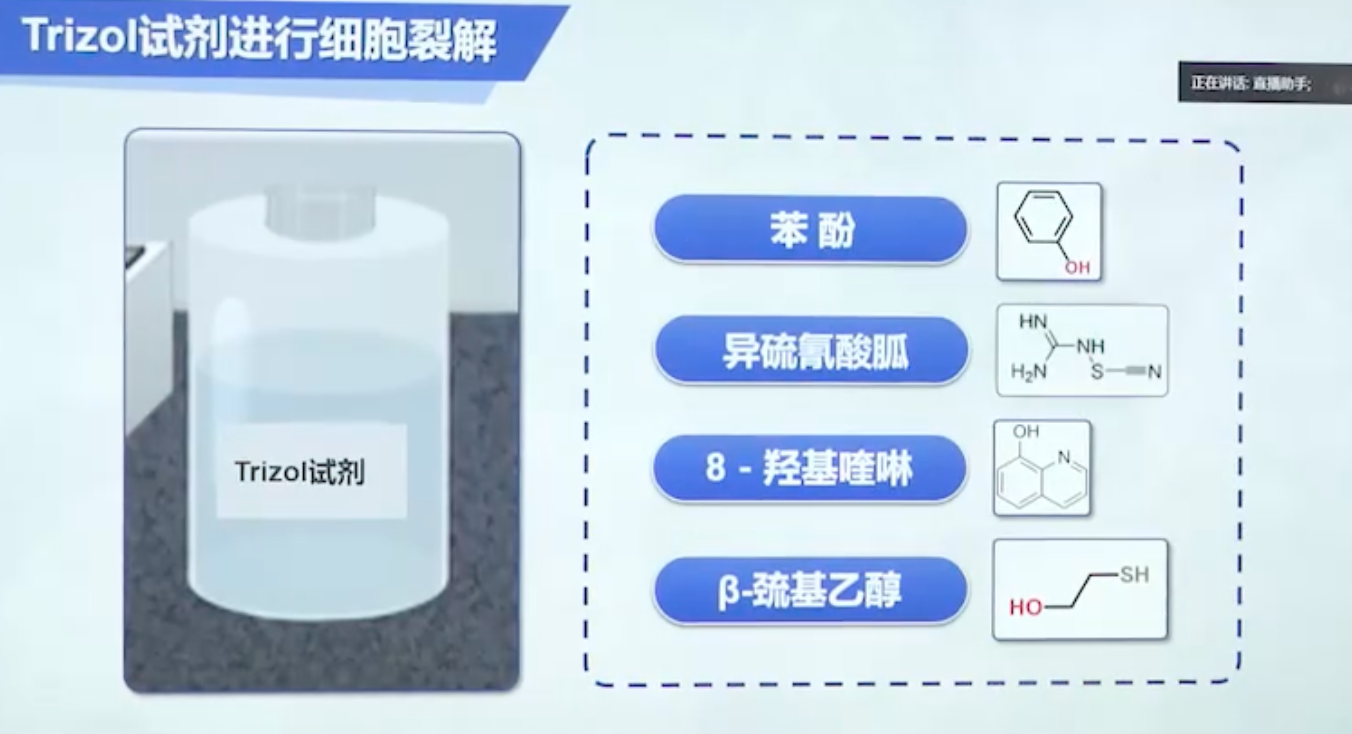 Trizol试剂进行细胞裂解
正在讲话: 直播助手;
Trizol试剂
苯 酚
OH
异硫氰酸胍
HN
NH
H₂N
S
N
8 - 羟基喹啉
OH
N
β-巯基乙醇
SH
HO